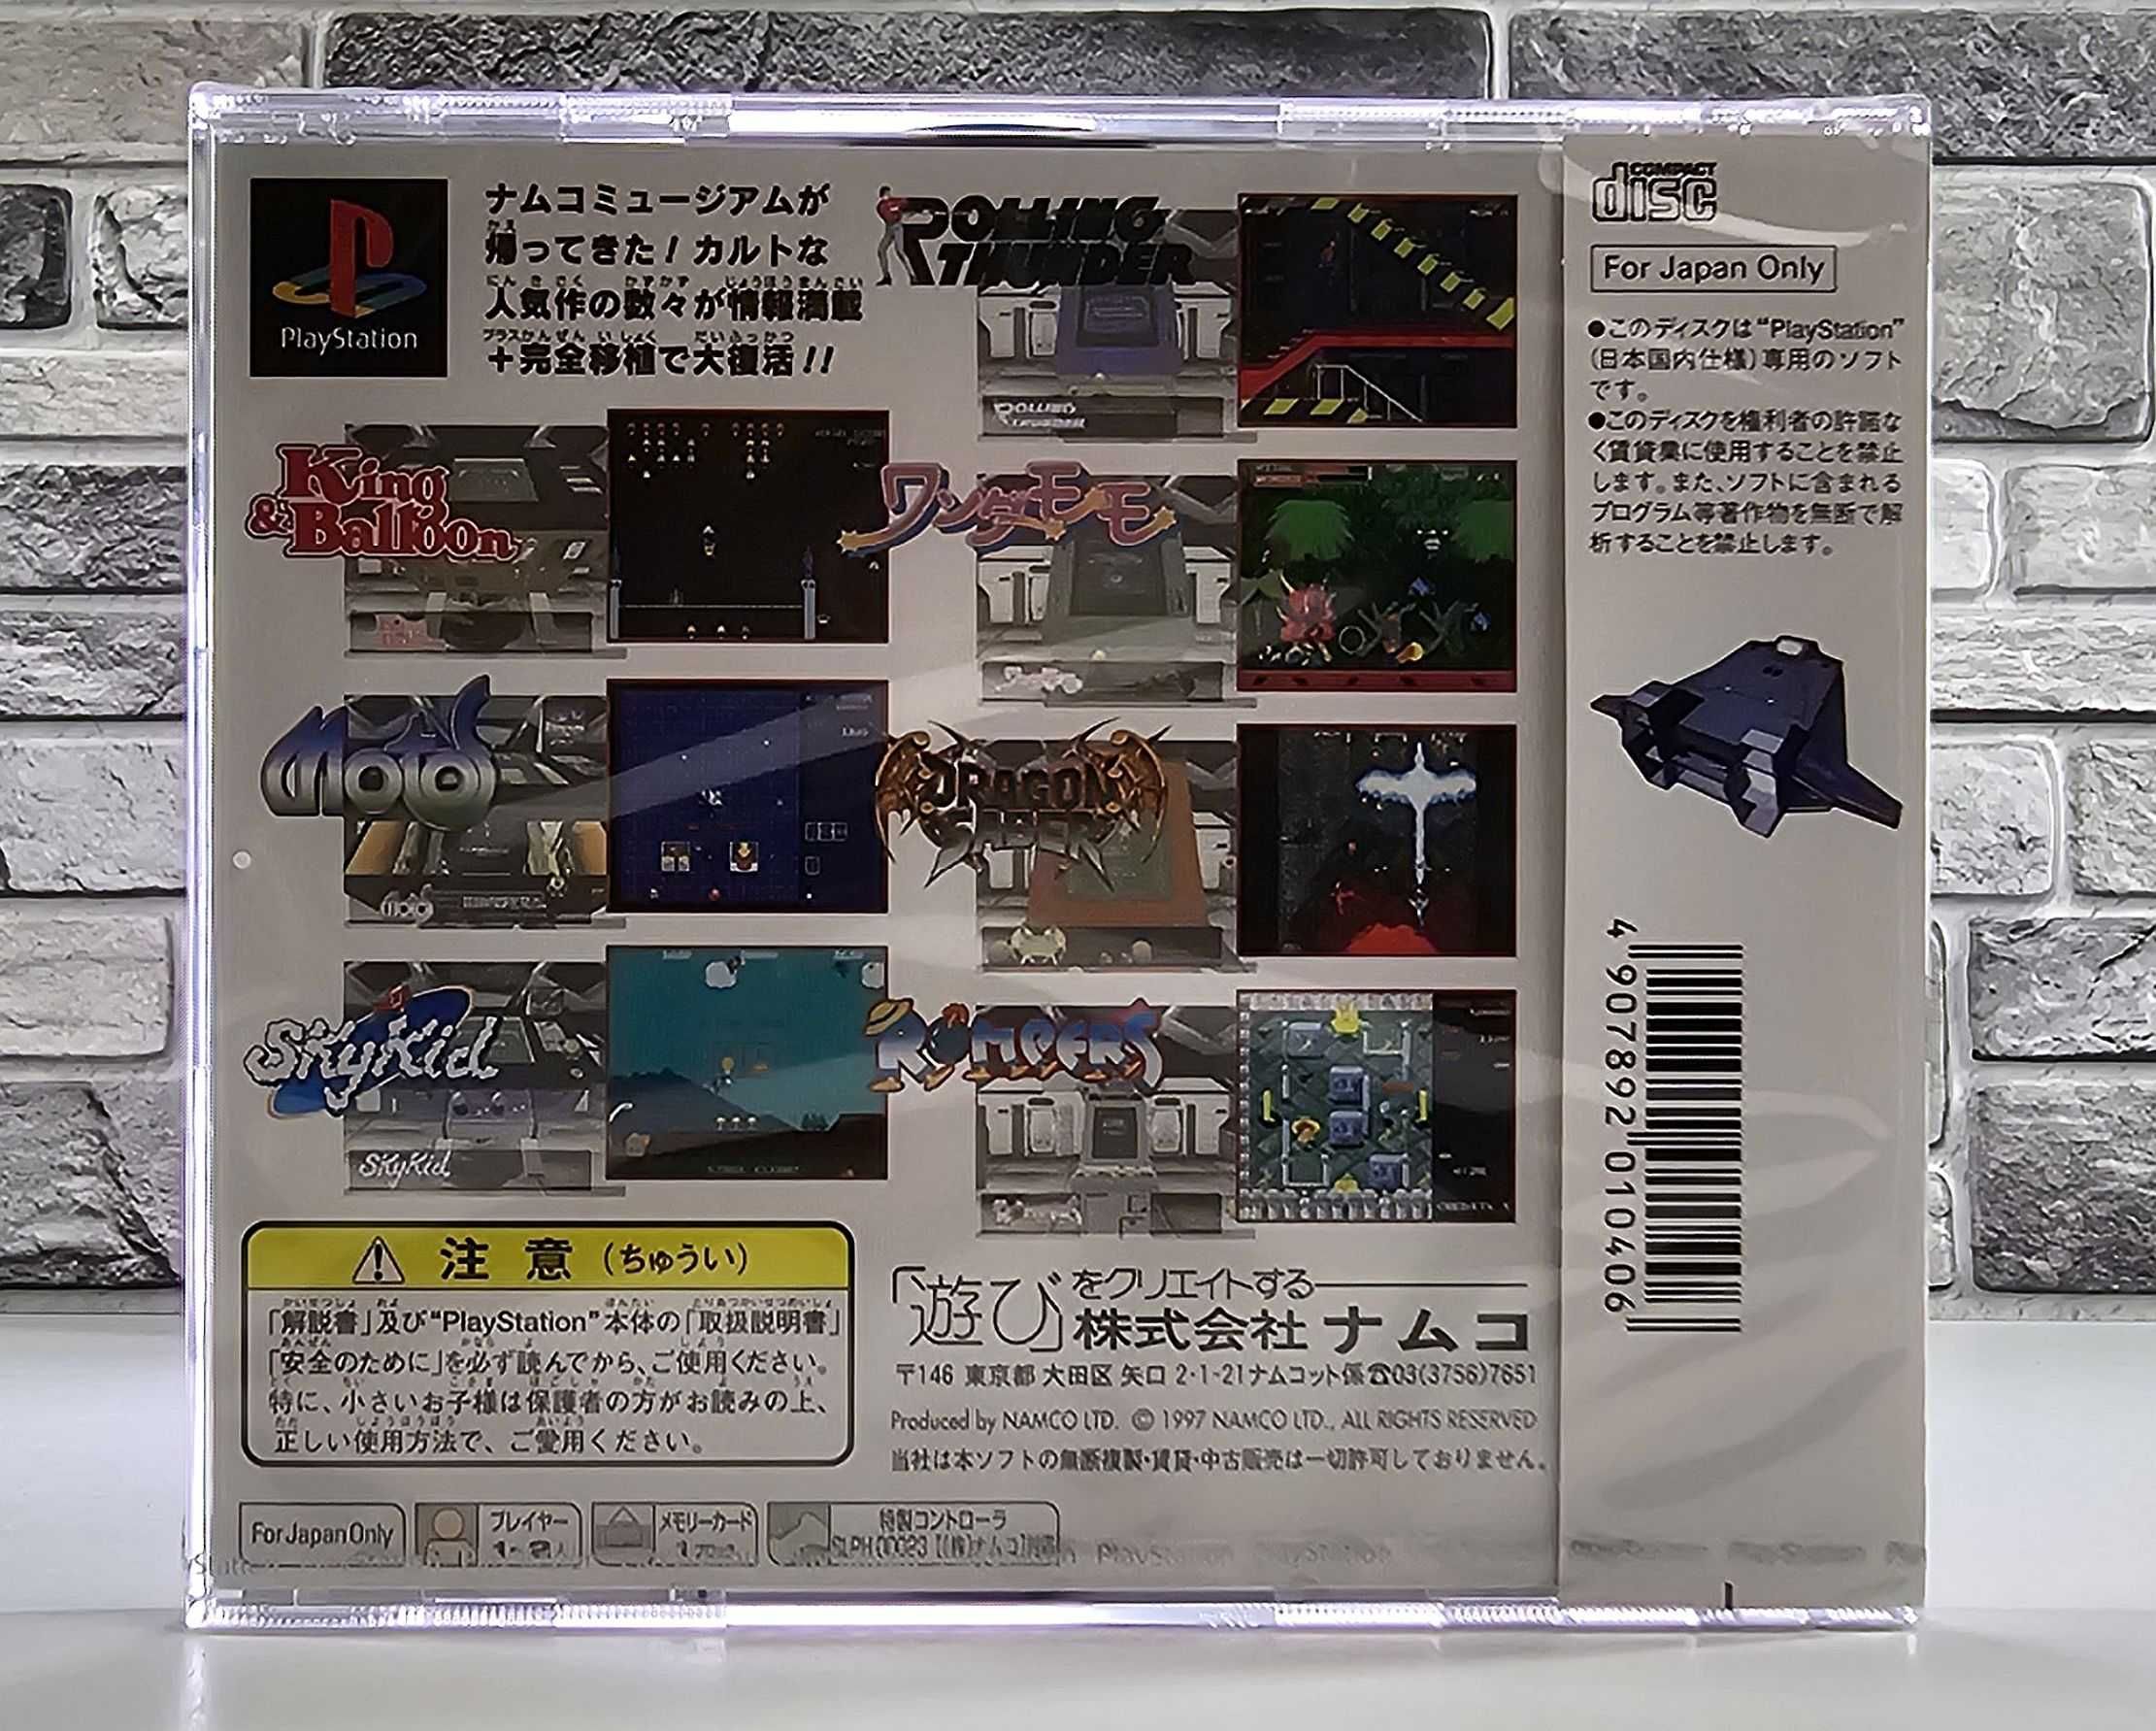 PlayStation
ナムコミュージアムが
帰ってきた！カルトな
人気作の数々が情報満載
＋完全移植で大復活！！
ROLLING
THUNDER
King
& Balloon
ワンダーモモ
Motos
DRAGON
SABER
SKyKid
SKyKid
ROMPERS
注意（ちゅうい）
「解説書」及び“PlayStation”本体の「取扱説明書」
「安全のために」を必ず読んでから、ご使用ください。
特に、小さいお子様は保護者の方がお読みの上、
正しい使用方法で、ご愛用ください。
「遊び」をクリエイトする
株式会社ナムコ
〒146 東京都 大田区 矢口 2-1-21ナムコット係☎03(3756)7651
Produced by NAMCO LTD. © 1997 NAMCO LTD., ALL RIGHTS RESERVED
当社は本ソフトの無断複製・賃貸・中古販売は一切許可しておりません。
For Japan Only
プレイヤー
メモリーカード
特製コントローラ
SLPH 00023 [(株)ナムコ]対応
COMPACT
disc
For Japan Only
●このディスクは“PlayStation”
(日本国内仕様)専用のソフト
です。
●このディスクを権利者の許諾な
く賃貸業に使用することを禁止
します。また、ソフトに含まれる
プログラム等著作物を無断で解
析することを禁止します。
4 907892 010406